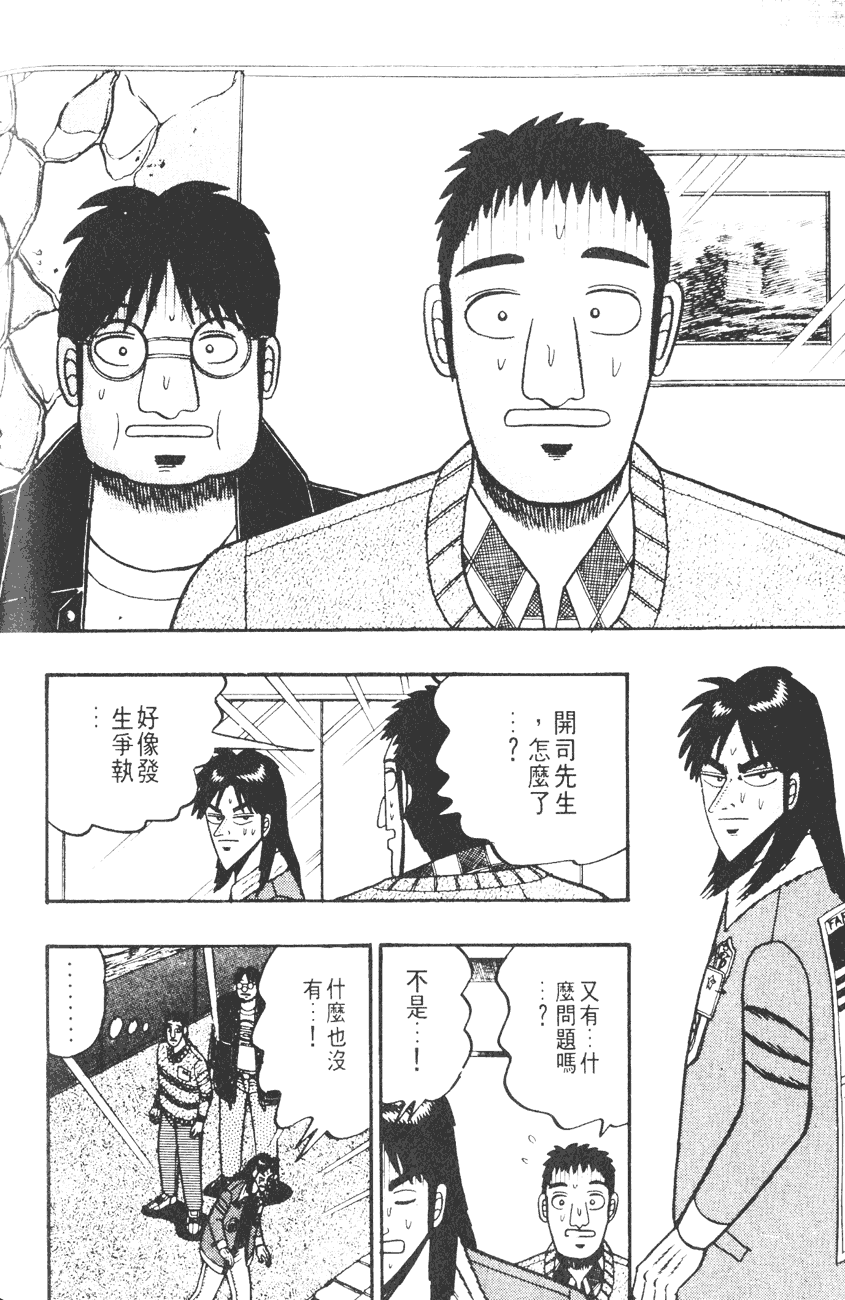 開司先生
，怎麼了
…？
好像發
生爭執
…
又有…什
麼問題嗎
…？
不是…！
什麼也沒
有…！
………